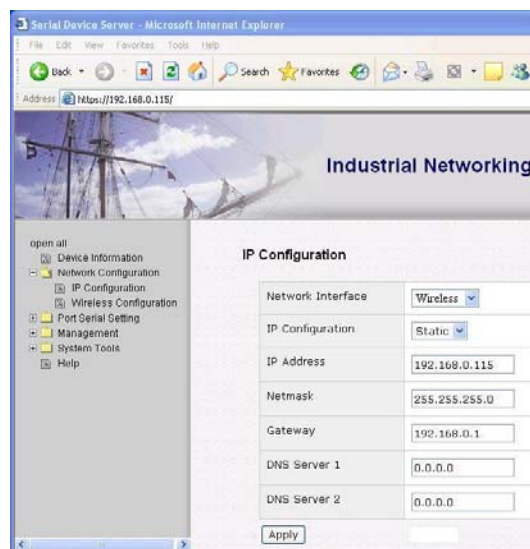 Serial Device Server - Microsoft Internet Explorer
File Edit View Favorites Tools Help
Back Search Favorites
Address https://192.168.0.115/
Industrial Networking
open all
Device Information
Network Configuration
IP Configuration
Wireless Configuration
Port Serial Setting
Management
System Tools
Help
IP Configuration
Network Interface Wireless
IP Configuration Static
IP Address 192.168.0.115
Netmask 255.255.255.0
Gateway 192.168.0.1
DNS Server 1 0.0.0.0
DNS Server 2 0.0.0.0
Apply